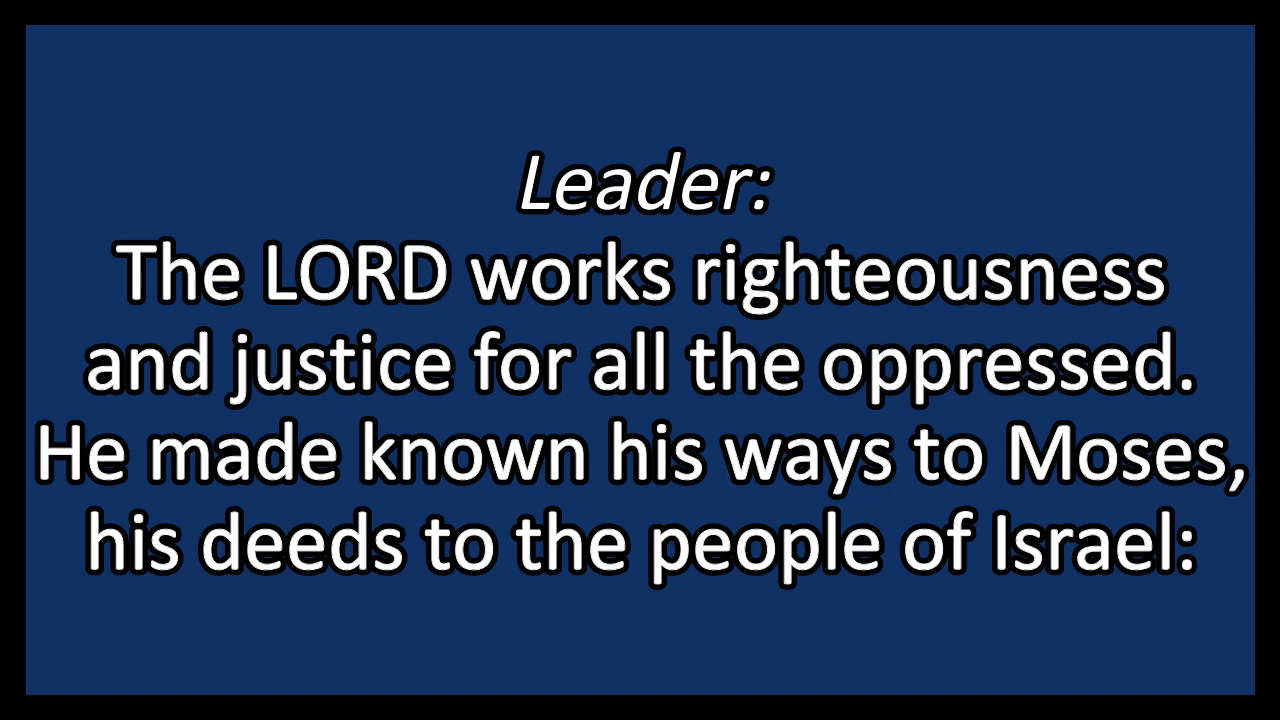 Leader:
The LORD works righteousness
and justice for all the oppressed.
He made known his ways to Moses,
his deeds to the people of Israel: